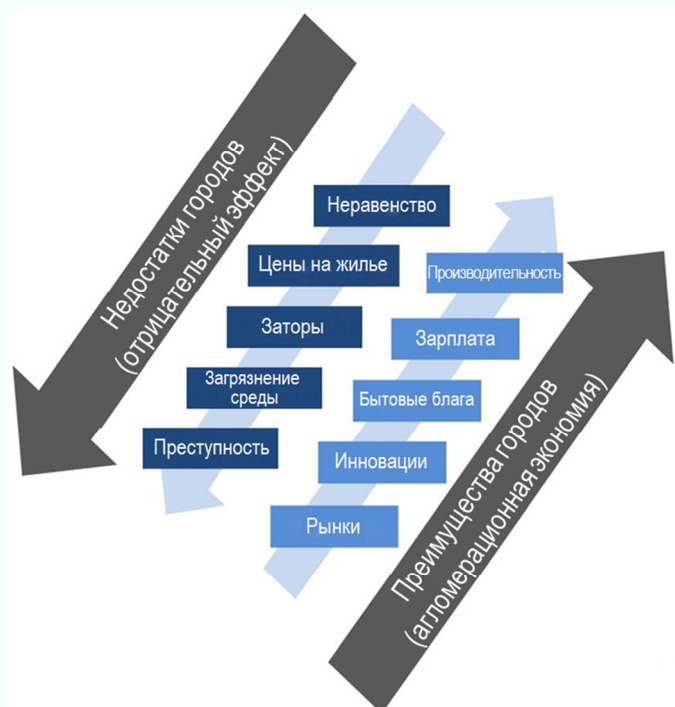 Недостатки городов
(отрицательный эффект)
Неравенство
Цены на жилье
Заторы
Загрязнение
среды
Преступность
Производительность
Зарплата
Бытовые блага
Инновации
Рынки
Преимущества городов
(агломерационная экономия)